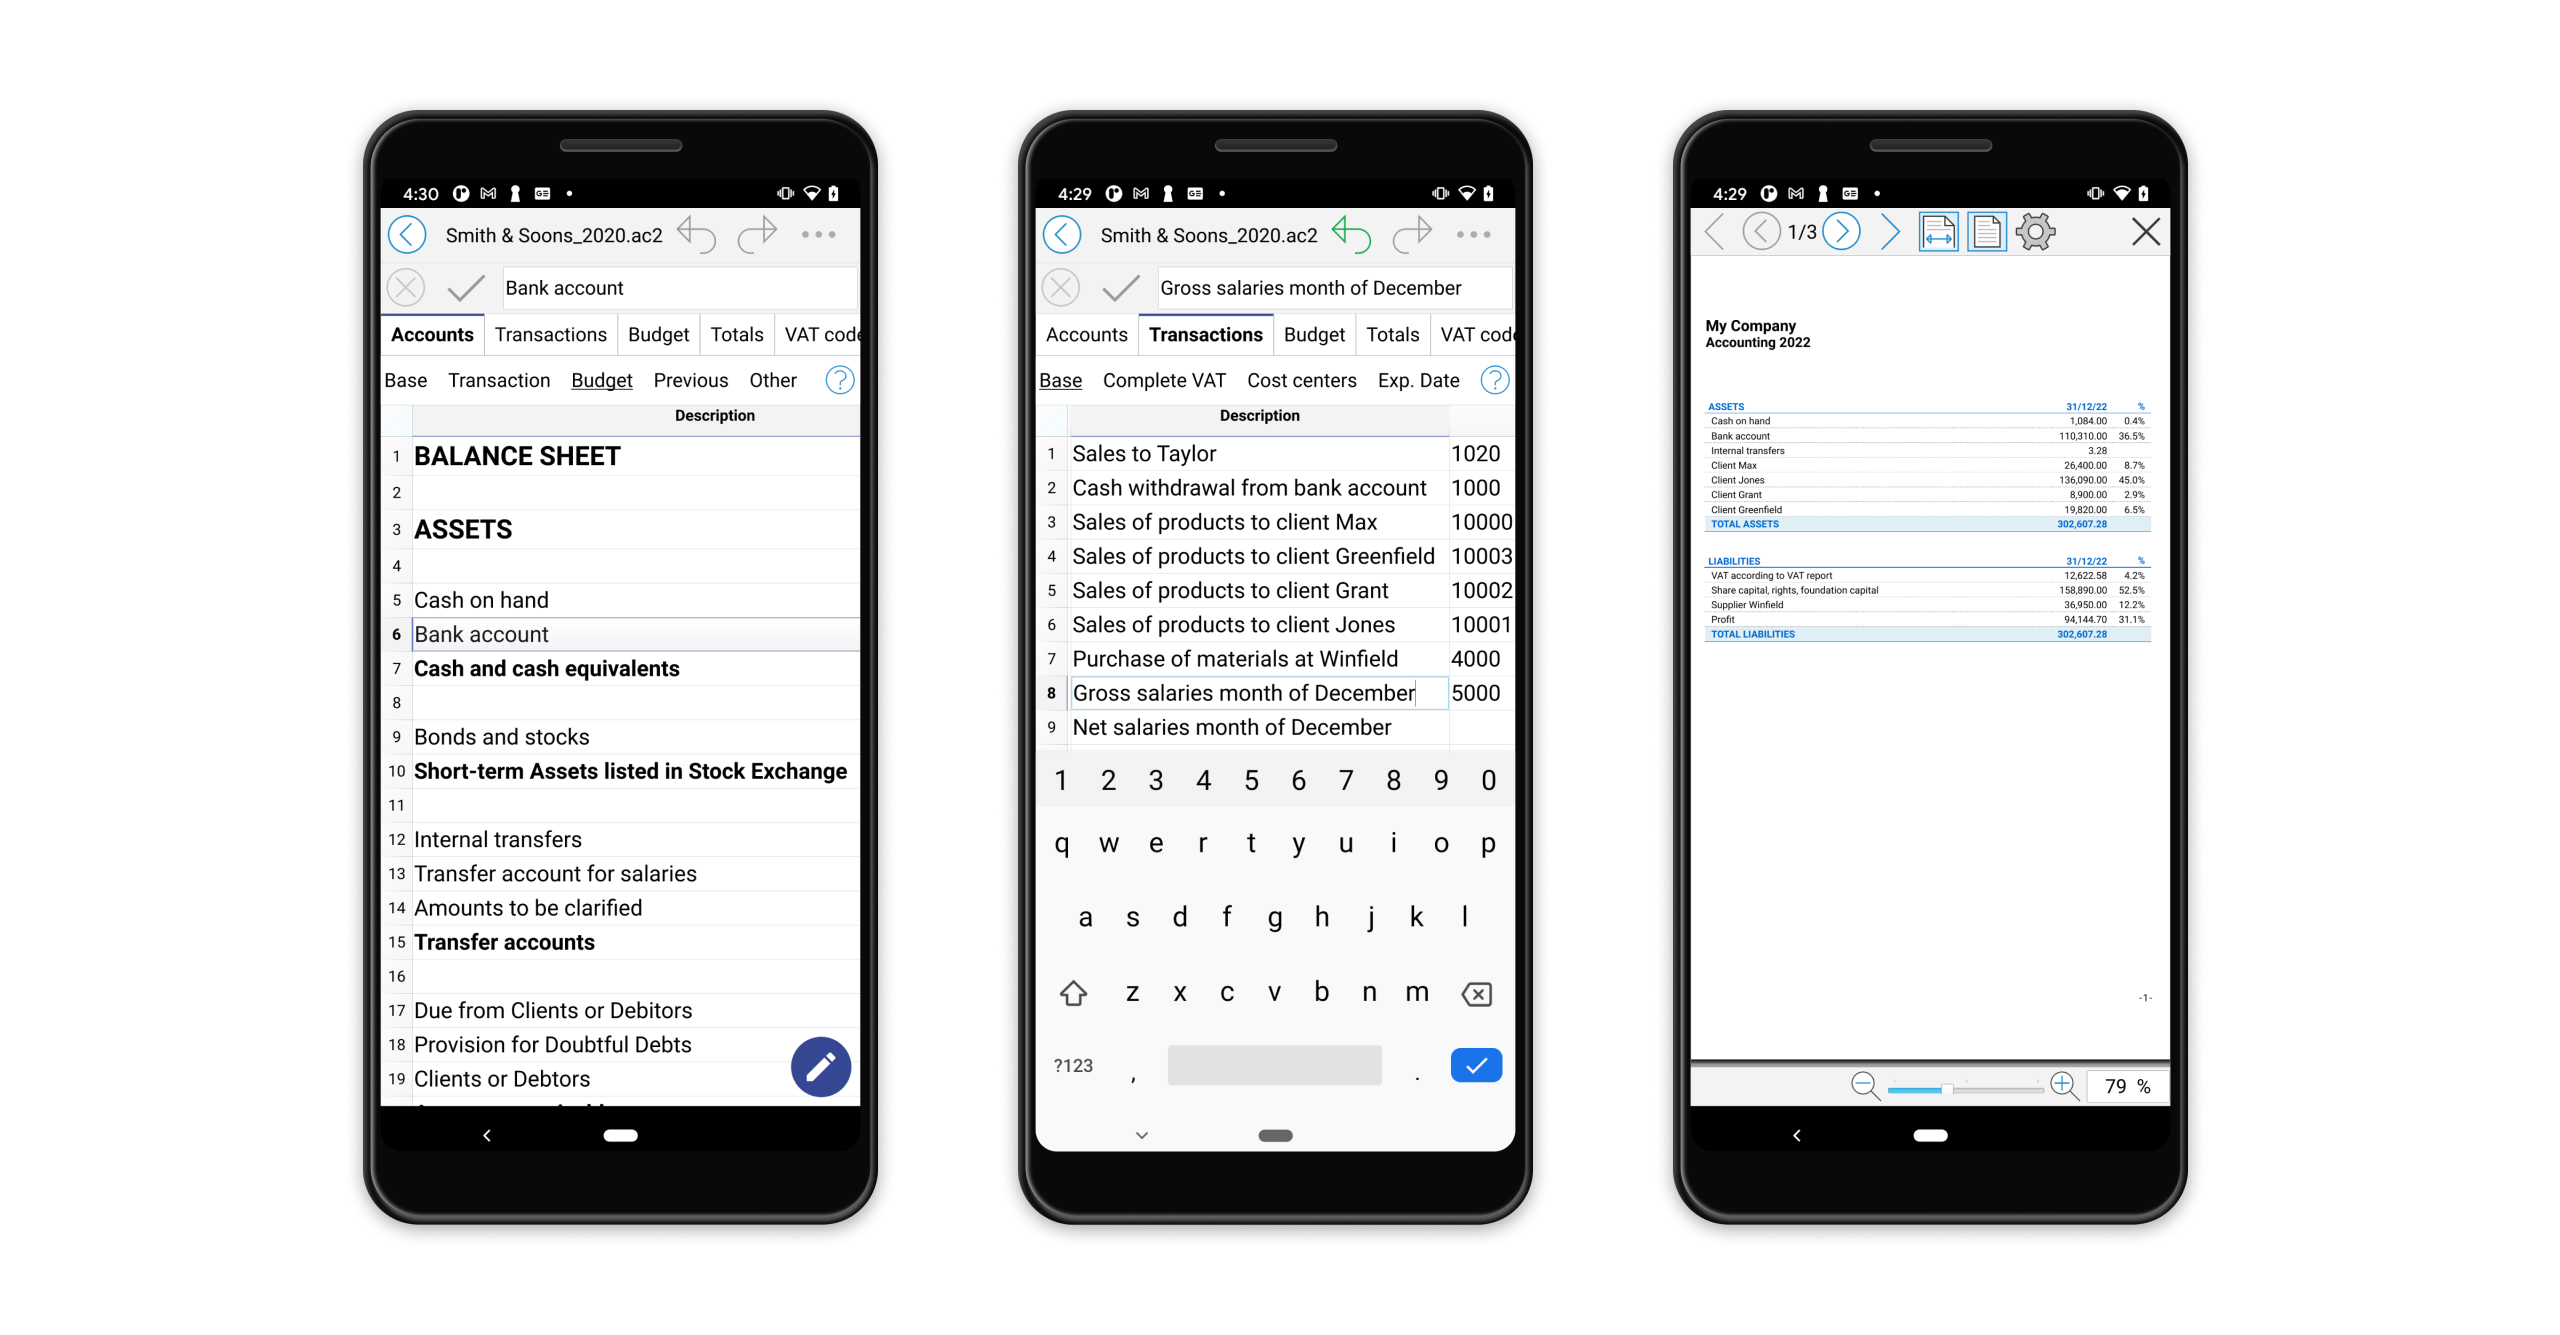 4:30
Smith & Soons_2020.ac2
Bank account
Accounts Transactions Budget Totals VAT code
Base Transaction Budget Previous Other ?
Description
1 BALANCE SHEET
2
3 ASSETS
4
5 Cash on hand
6 Bank account
7 Cash and cash equivalents
8
9 Bonds and stocks
10 Short-term Assets listed in Stock Exchange
11
12 Internal transfers
13 Transfer account for salaries
14 Amounts to be clarified
15 Transfer accounts
16
17 Due from Clients or Debitors
18 Provision for Doubtful Debts
19 Clients or Debtors
4:29
Smith & Soons_2020.ac2
Gross salaries month of December
Accounts Transactions Budget Totals VAT code
Base Complete VAT Cost centers Exp. Date ?
Description
1 Sales to Taylor 1020
2 Cash withdrawal from bank account 1000
3 Sales of products to client Max 10000
4 Sales of products to client Greenfield 10003
5 Sales of products to client Grant 10002
6 Sales of products to client Jones 10001
7 Purchase of materials at Winfield 4000
8 Gross salaries month of December 5000
9 Net salaries month of December
1 2 3 4 5 6 7 8 9 0
q w e r t y u i o p
a s d f g h j k l
z x c v b n m
?123 , .
4:29
1/3
My Company
Accounting 2022
ASSETS 31/12/22 %
Cash on hand 1,084.00 0.4%
Bank account 110,310.00 36.5%
Internal transfers 3.28
Client Max 26,400.00 8.7%
Client Jones 136,090.00 45.0%
Client Grant 8,900.00 2.9%
Client Greenfield 19,820.00 6.5%
TOTAL ASSETS 302,607.28
LIABILITIES 31/12/22 %
VAT according to VAT report 12,622.58 4.2%
Share capital, rights, foundation capital 158,890.00 52.5%
Supplier Winfield 36,950.00 12.2%
Profit 94,144.70 31.1%
TOTAL LIABILITIES 302,607.28
-1-
79 %